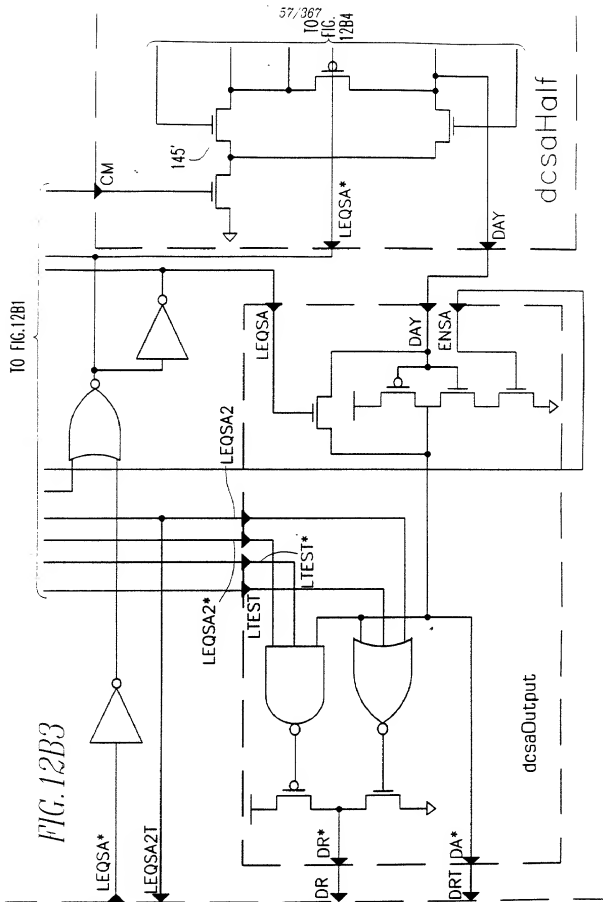 57/367
TO
FIG.
12B4
TO FIG.12B1
CM
145'
LEQSA*
DAY
dcsaHalf
LEQSA
DAY
ENSA
LEQSA2
LTEST*
LEQSA2*
LTEST
FIG.12B3
LEQSA*
LEQSA2T
DR*
DR
DA*
DRT
dcsaOutput